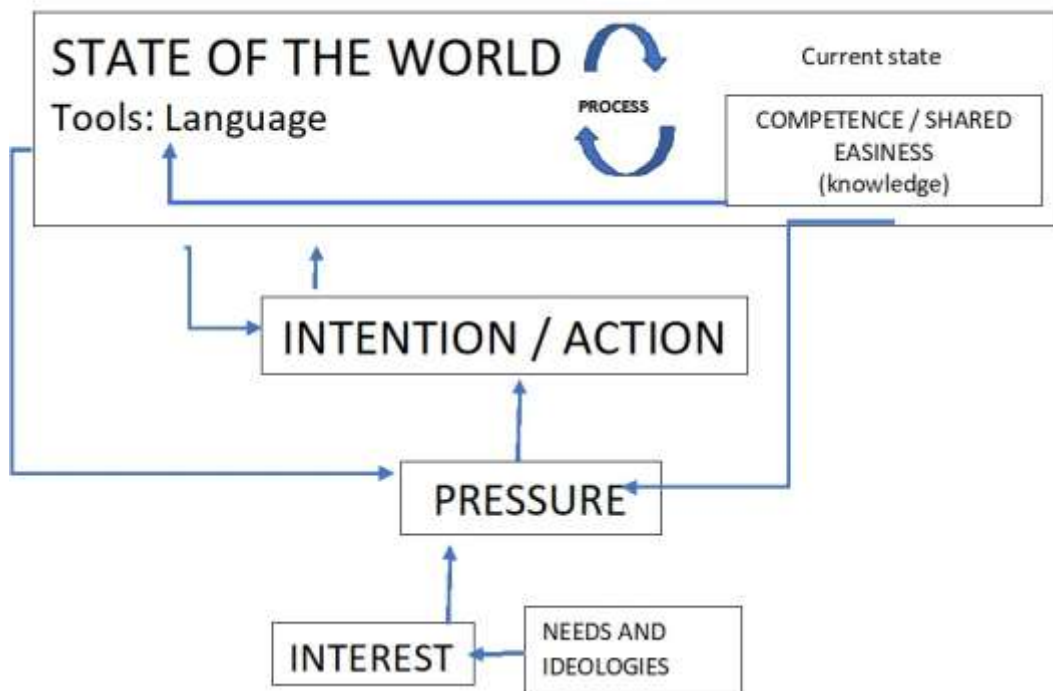 STATE OF THE WORLD
Tools: Language
PROCESS
Current state
COMPETENCE / SHARED
EASINESS
(knowledge)
INTENTION / ACTION
PRESSURE
INTEREST
NEEDS AND
IDEOLOGIES